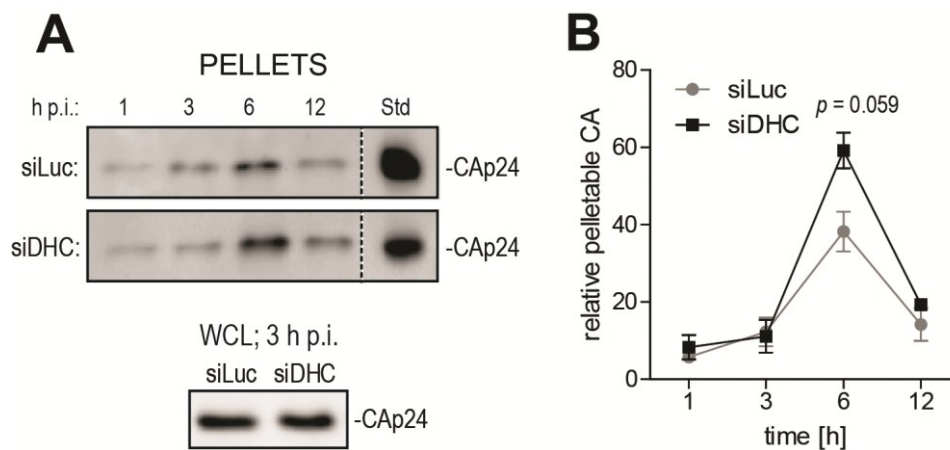 A
PELLETS
h p.i.: 1 3 6 12 Std
siLuc: -CAp24
siDHC: -CAp24
WCL; 3 h p.i.
siLuc siDHC
-CAp24
B
80
60
40
20
0
relative pelletable CA
siLuc
siDHC
p = 0.059
1 3 6 12
time [h]